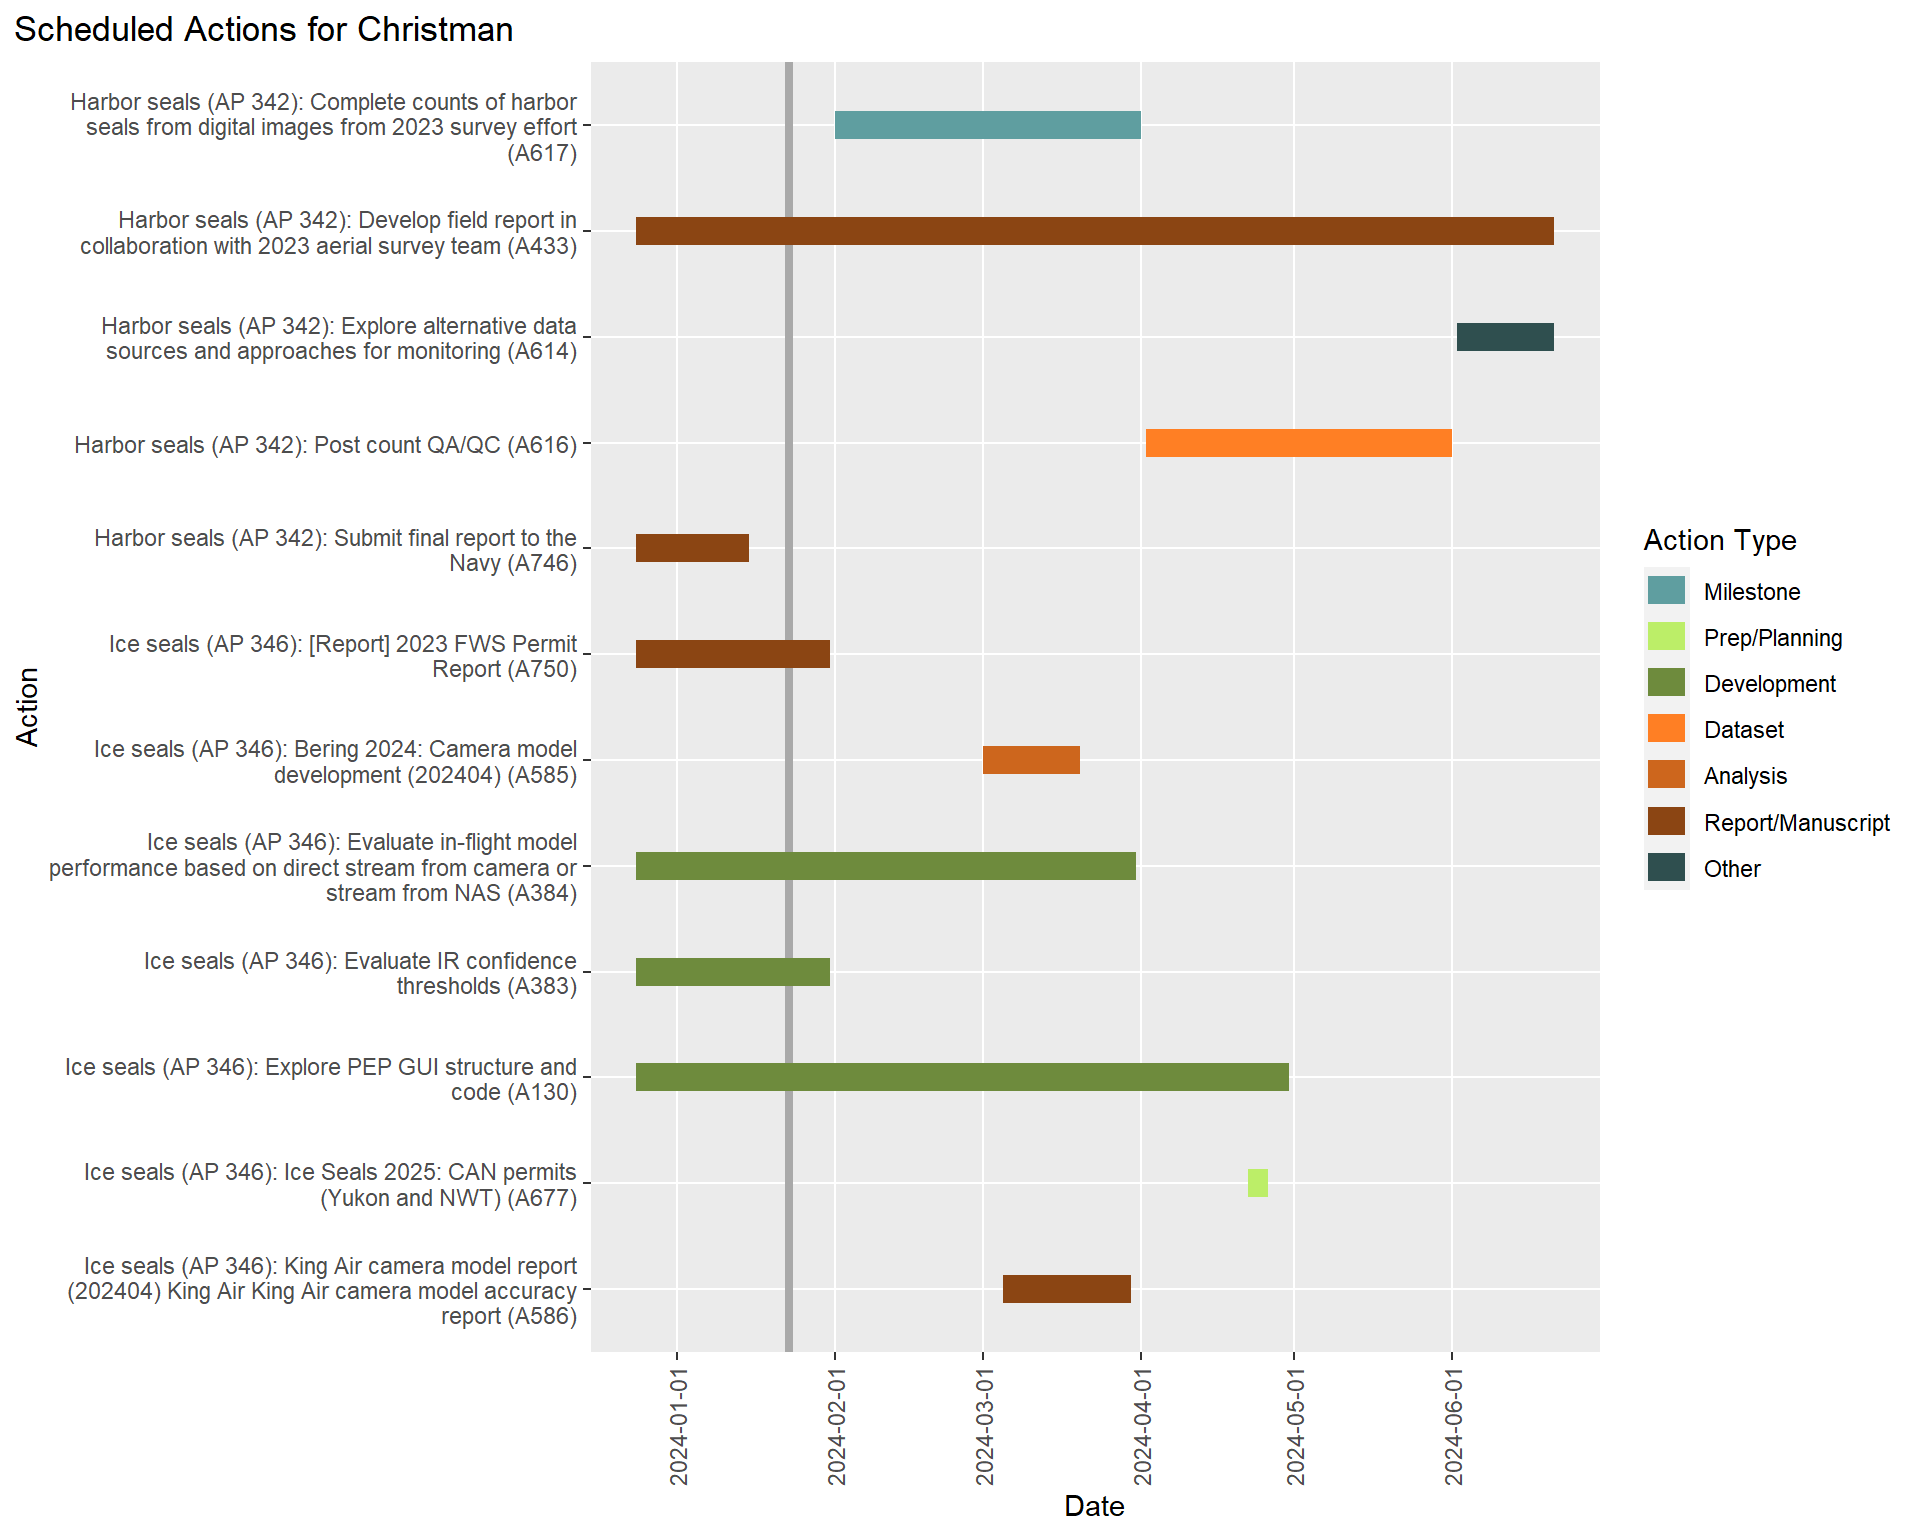 Scheduled Actions for Christman
Harbor seals (AP 342): Complete counts of harbor
seals from digital images from 2023 survey effort
(A617)
Harbor seals (AP 342): Develop field report in
collaboration with 2023 aerial survey team (A433)
Harbor seals (AP 342): Explore alternative data
sources and approaches for monitoring (A614)
Harbor seals (AP 342): Post count QA/QC (A616)
Harbor seals (AP 342): Submit final report to the
Navy (A746)
Ice seals (AP 346): [Report] 2023 FWS Permit
Report (A750)
Ice seals (AP 346): Bering 2024: Camera model
development (202404) (A585)
Ice seals (AP 346): Evaluate in-flight model
performance based on direct stream from camera or
stream from NAS (A384)
Ice seals (AP 346): Evaluate IR confidence
thresholds (A383)
Ice seals (AP 346): Explore PEP GUI structure and
code (A130)
Ice seals (AP 346): Ice Seals 2025: CAN permits
(Yukon and NWT) (A677)
Ice seals (AP 346): King Air camera model report
(202404) King Air King Air camera model accuracy
report (A586)
Action
2024-01-01
2024-02-01
2024-03-01
2024-04-01
2024-05-01
2024-06-01
Date
Action Type
Milestone
Prep/Planning
Development
Dataset
Analysis
Report/Manuscript
Other